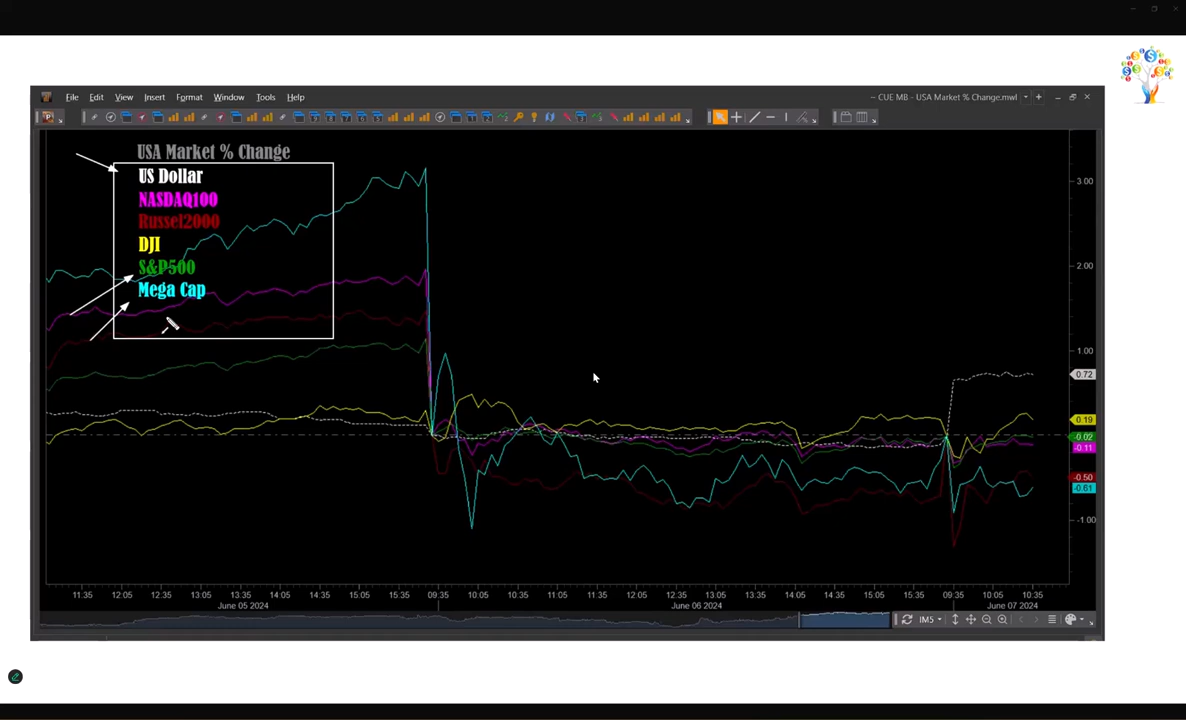 File Edit View Insert Format Window Tools Help
-- CUE MB - USA Market % Change.mwl
USA Market % Change
US Dollar
NASDAQ100
Russel2000
DJI
S&P500
Mega Cap
3.00
2.00
1.00
0.72
0.19
-0.02
-0.11
-0.50
-0.61
-1.00
11:35 12:05 12:35 13:05 13:35 14:05 14:35 15:05 15:35 09:35 10:05 10:35 11:05 11:35 12:05 12:35 13:05 13:35 14:05 14:35 15:05 15:35 09:35 10:05 10:35
June 05 2024 June 06 2024 June 07 2024
IM5